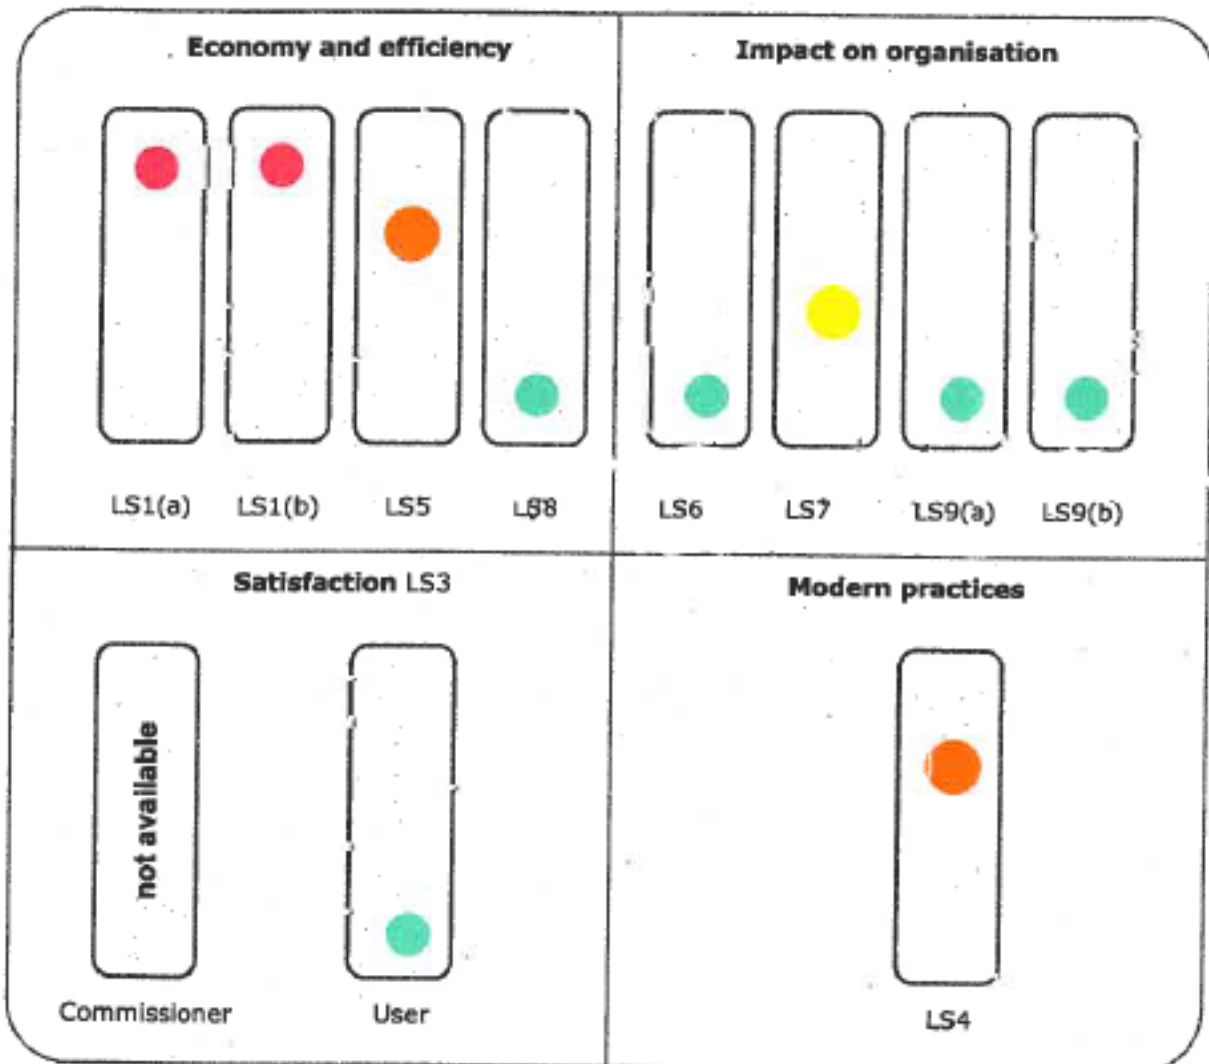 Economy and efficiency
Impact on organisation
LS1(a) LS1(b) LS5 LS8
LS6 LS7 LS9(a) LS9(b)
Satisfaction LS3
Modern practices
not available
Commissioner User
LS4